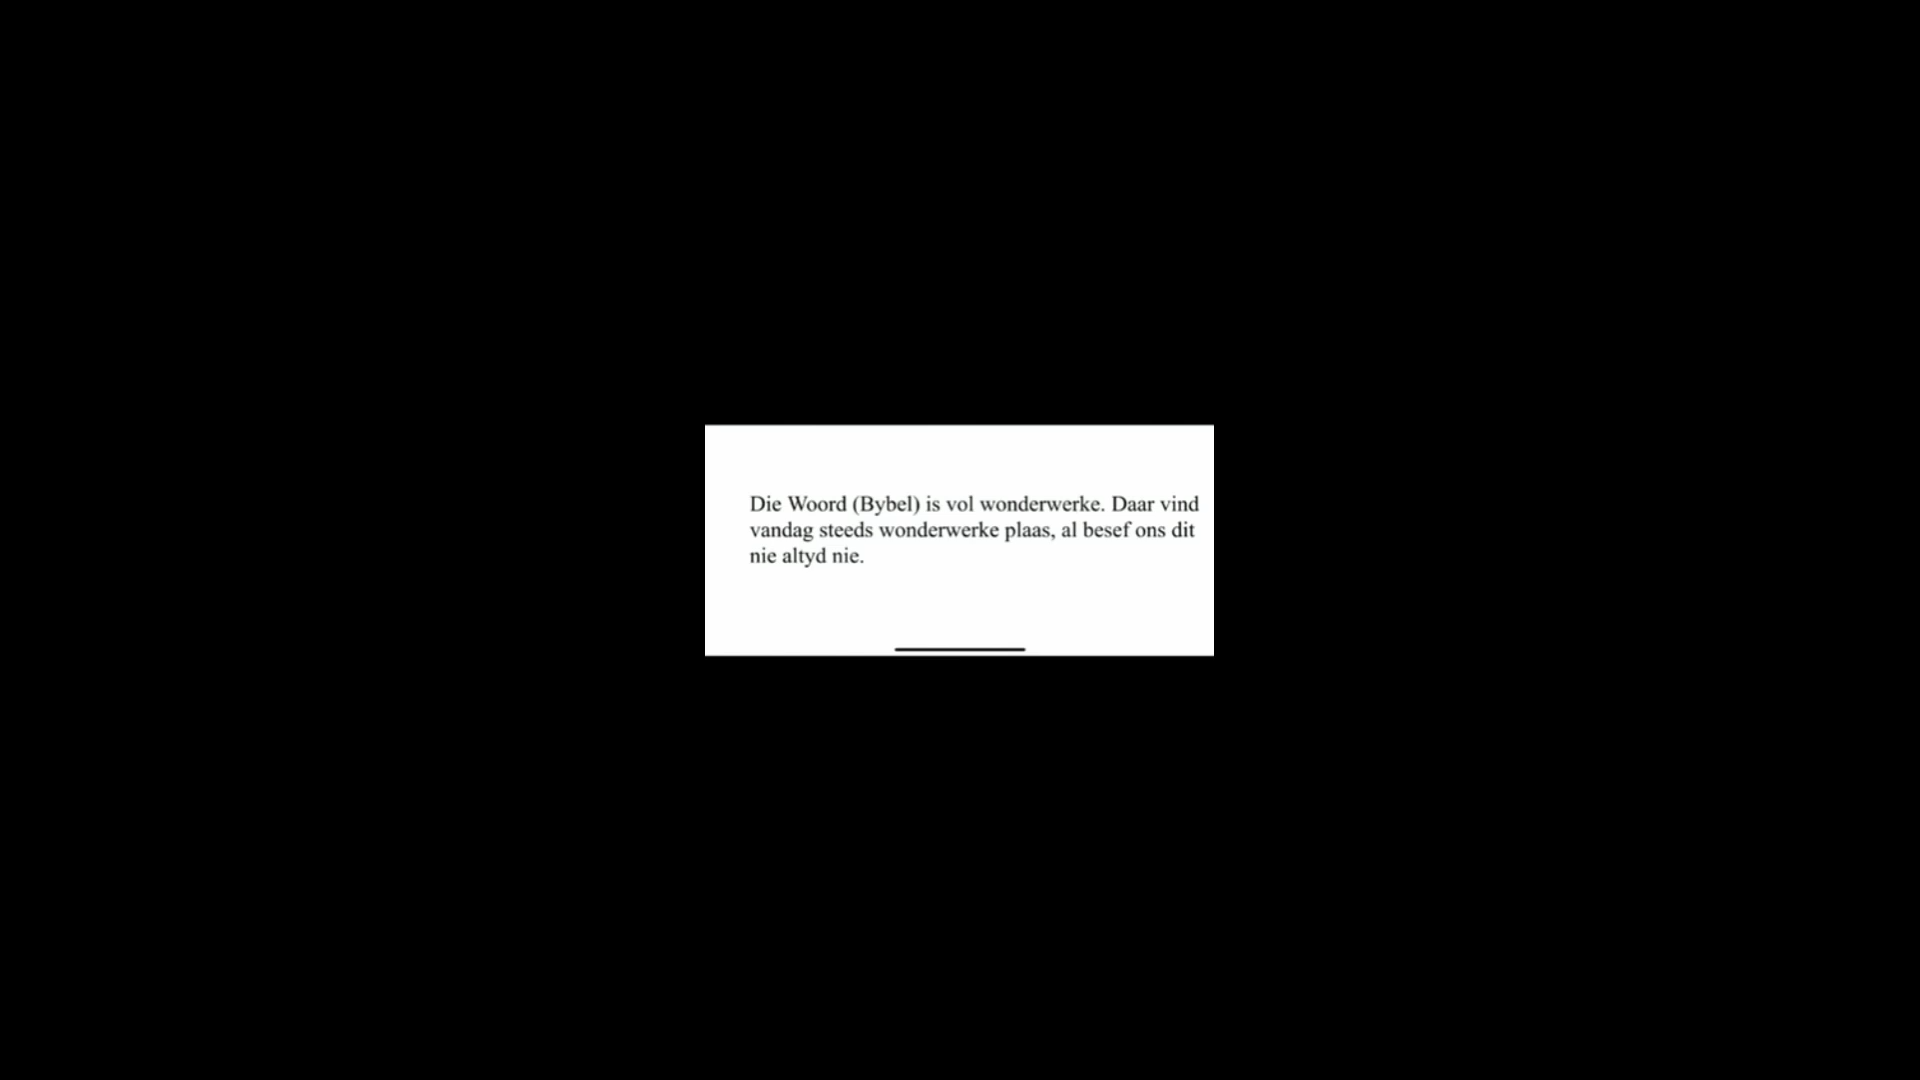 Die Woord (Bybel) is vol wonderwerke. Daar vind
vandag steeds wonderwerke plaas, al besef ons dit
nie altyd nie.